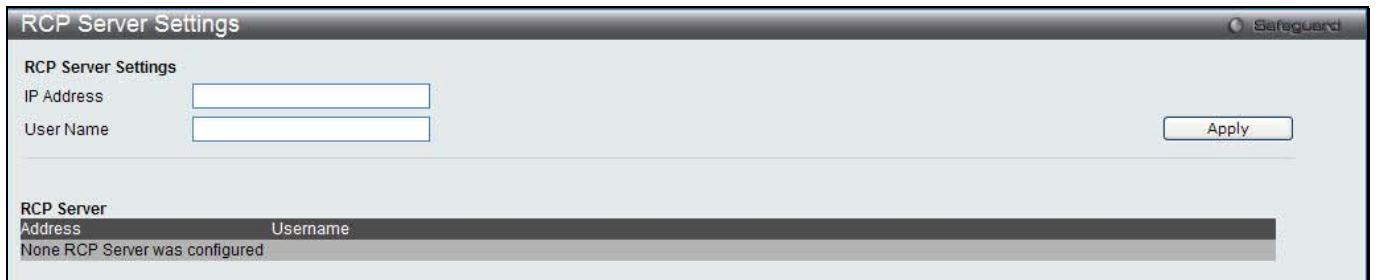 RCP Server Settings
Safeguard
RCP Server Settings
IP Address
User Name
Apply
RCP Server
Address Username
None RCP Server was configured